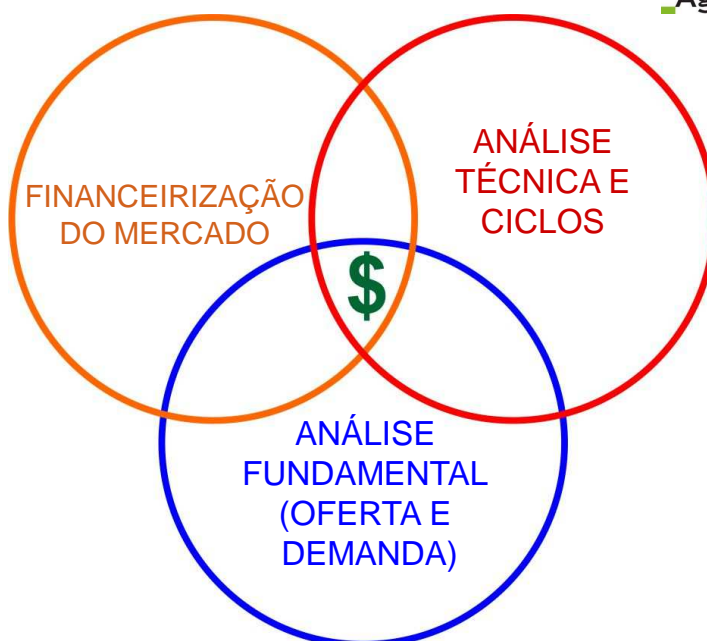 FINANCEIRIZAÇÃO
DO MERCADO
ANÁLISE
TÉCNICA E
CICLOS
$
ANÁLISE
FUNDAMENTAL
(OFERTA E
DEMANDA)